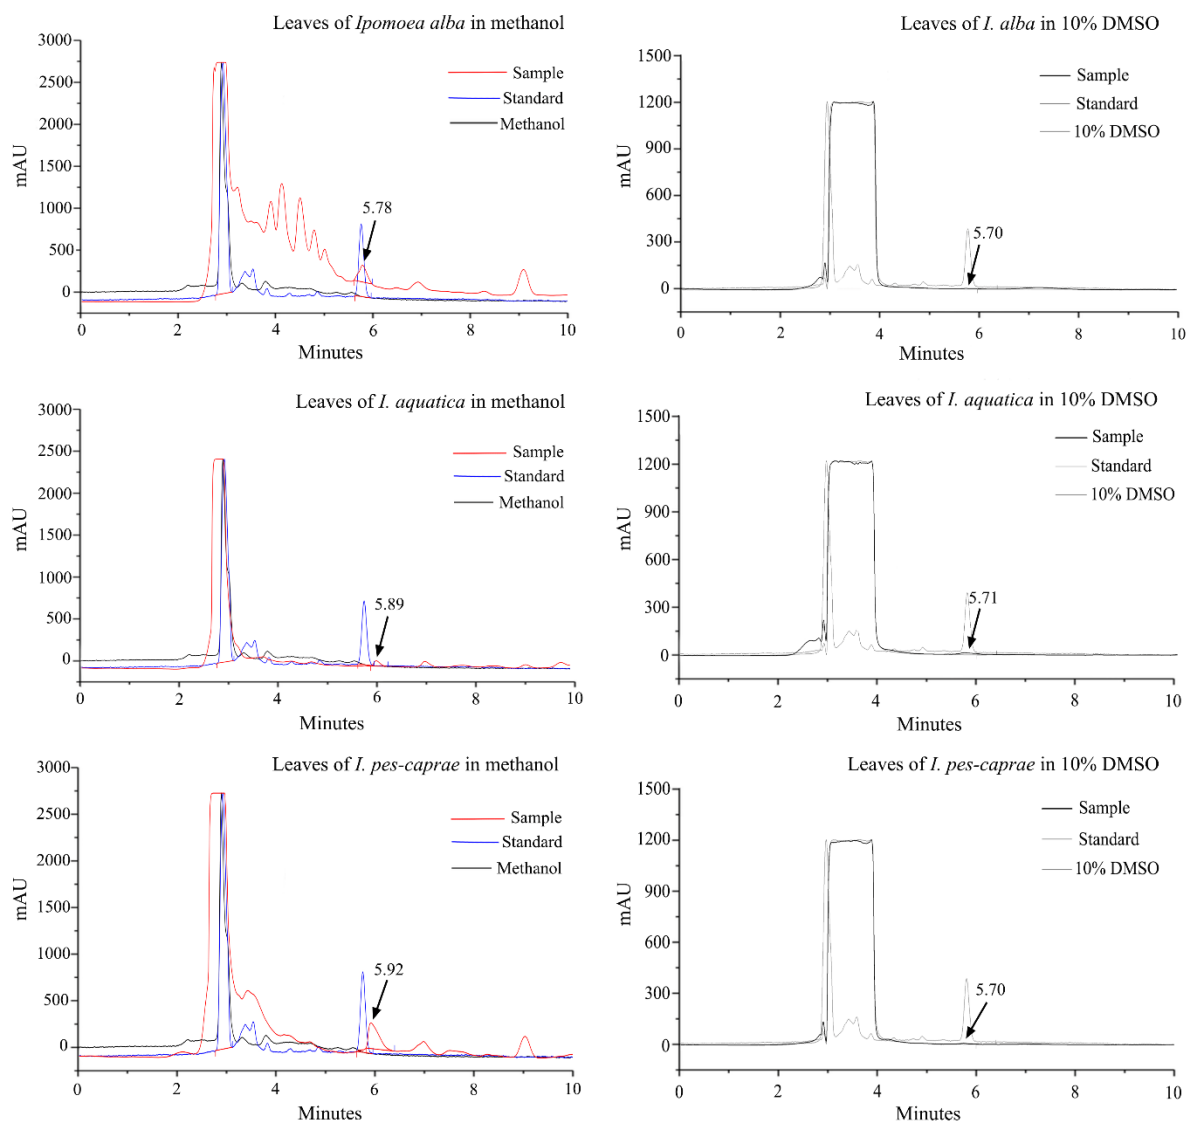 Leaves of Ipomoea alba in methanol
3000
2500
2000
1500
1000
500
0
mAU
Sample
Standard
Methanol
5.78
0 2 4 6 8 10
Minutes
Leaves of I. alba in 10% DMSO
1500
1200
900
600
300
0
mAU
Sample
Standard
10% DMSO
5.70
0 2 4 6 8 10
Minutes
Leaves of I. aquatica in methanol
3000
2500
2000
1500
1000
500
0
mAU
Sample
Standard
Methanol
5.89
0 2 4 6 8 10
Minutes
Leaves of I. aquatica in 10% DMSO
1500
1200
900
600
300
0
mAU
Sample
Standard
10% DMSO
5.71
0 2 4 6 8 10
Minutes
Leaves of I. pes-caprae in methanol
3000
2500
2000
1500
1000
500
0
mAU
Sample
Standard
Methanol
5.92
0 2 4 6 8 10
Minutes
Leaves of I. pes-caprae in 10% DMSO
1500
1200
900
600
300
0
mAU
Sample
Standard
10% DMSO
5.70
0 2 4 6 8 10
Minutes